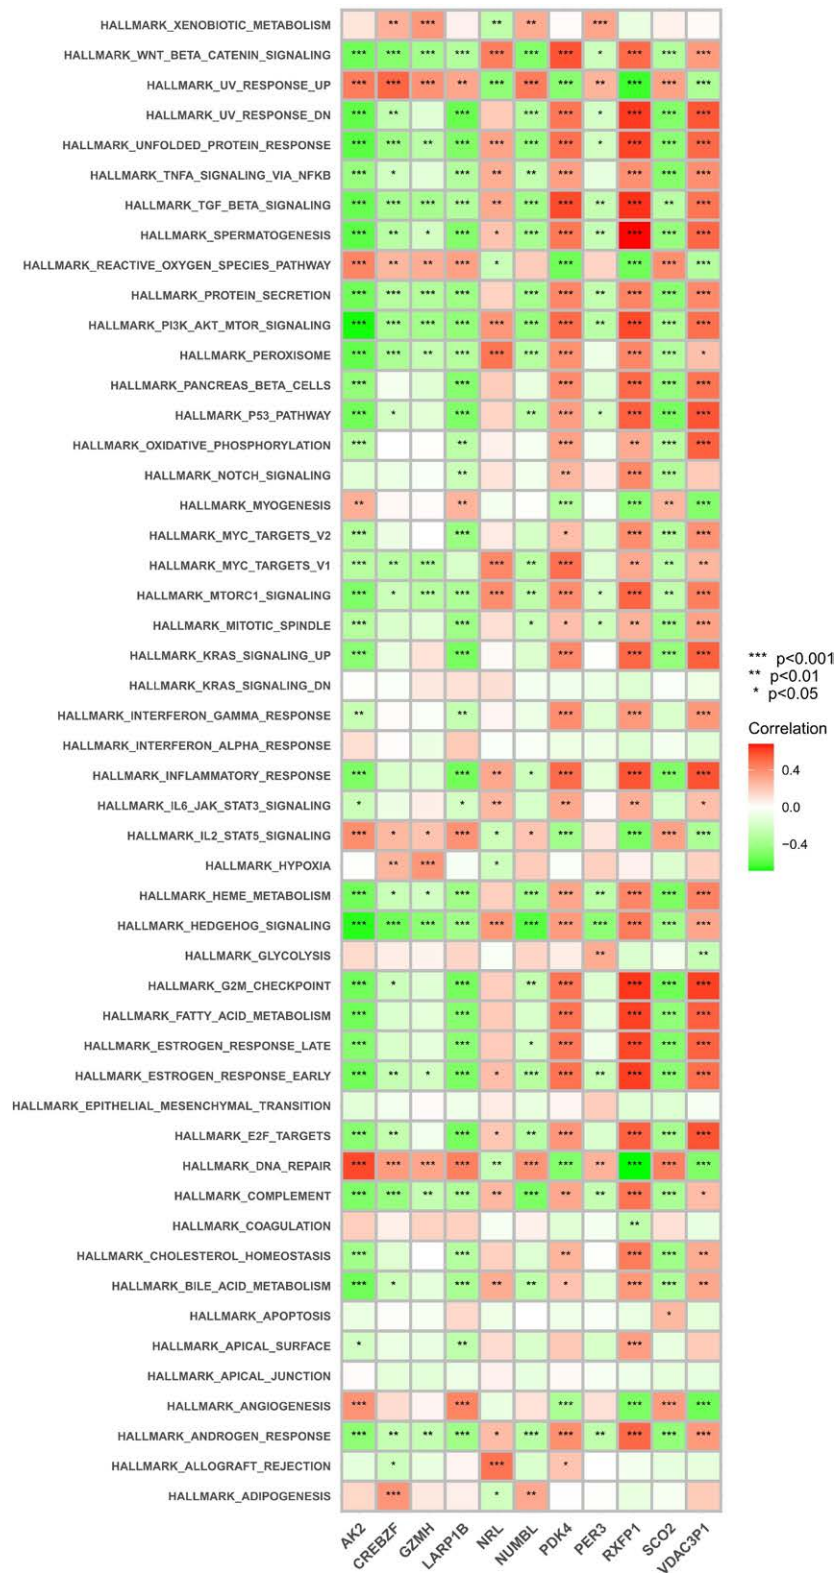 HALLMARK_XENOBIOTIC_METABOLISM ** *** ** ** ***
HALLMARK_WNT_BETA_CATENIN_SIGNALING *** *** *** *** *** *** *** * *** *** ***
HALLMARK_UV_RESPONSE_UP *** *** *** ** *** *** *** ** *** *** ***
HALLMARK_UV_RESPONSE_DN *** ** *** *** *** * *** *** ***
HALLMARK_UNFOLDED_PROTEIN_RESPONSE *** *** ** *** *** *** *** * *** *** ***
HALLMARK_TNFA_SIGNALING_VIA_NFKB *** * *** ** ** *** *** *** ***
HALLMARK_TGF_BETA_SIGNALING *** *** *** *** ** *** *** ** *** ** ***
HALLMARK_SPERMATOGENESIS *** ** * *** * *** *** ** *** *** ***
HALLMARK_REACTIVE_OXYGEN_SPECIES_PATHWAY *** ** ** *** * *** *** *** ***
HALLMARK_PROTEIN_SECRETION *** *** *** *** *** *** ** *** *** ***
HALLMARK_PI3K_AKT_MTOR_SIGNALING *** *** *** *** *** *** *** ** *** *** ***
HALLMARK_PEROXISOME *** *** ** *** *** *** *** *** *** *
HALLMARK_PANCREAS_BETA_CELLS *** *** *** *** *** ***
HALLMARK_P53_PATHWAY *** * *** ** *** * *** *** ***
HALLMARK_OXIDATIVE_PHOSPHORYLATION *** ** *** ** *** ***
HALLMARK_NOTCH_SIGNALING ** ** *** ***
HALLMARK_MYOGENESIS ** ** *** *** ** ***
HALLMARK_MYC_TARGETS_V2 *** *** * *** *** ***
HALLMARK_MYC_TARGETS_V1 *** ** *** *** ** *** ** ** **
HALLMARK_MTORC1_SIGNALING *** * *** *** *** ** *** * *** ** ***
HALLMARK_MITOTIC_SPINDLE *** *** * * * ** *** ***
HALLMARK_KRAS_SIGNALING_UP *** *** *** *** *** ***
HALLMARK_KRAS_SIGNALING_DN
HALLMARK_INTERFERON_GAMMA_RESPONSE ** ** *** *** ***
HALLMARK_INTERFERON_ALPHA_RESPONSE
HALLMARK_INFLAMMATORY_RESPONSE *** *** ** * *** *** *** ***
HALLMARK_IL6_JAK_STAT3_SIGNALING * * ** ** ** *
HALLMARK_IL2_STAT5_SIGNALING *** * * *** * * *** *** *** ***
HALLMARK_HYPOXIA ** *** *
HALLMARK_HEME_METABOLISM *** * * *** *** *** ** *** *** ***
HALLMARK_HEDGEHOG_SIGNALING *** *** *** *** *** *** *** *** *** *** ***
HALLMARK_GLYCOLYSIS ** **
HALLMARK_G2M_CHECKPOINT *** * *** ** *** *** *** ***
HALLMARK_FATTY_ACID_METABOLISM *** *** *** *** *** ***
HALLMARK_ESTROGEN_RESPONSE_LATE *** *** * *** *** *** ***
HALLMARK_ESTROGEN_RESPONSE_EARLY *** ** * *** * *** *** ** *** *** ***
HALLMARK_EPITHELIAL_MESENCHYMAL_TRANSITION
HALLMARK_E2F_TARGETS *** ** *** * ** *** *** *** ***
HALLMARK_DNA_REPAIR *** *** *** *** ** *** *** ** *** *** ***
HALLMARK_COMPLEMENT *** *** ** *** ** *** ** ** *** *** *
HALLMARK_COAGULATION **
HALLMARK_CHOLESTEROL_HOMEOSTASIS *** *** ** *** *** **
HALLMARK_BILE_ACID_METABOLISM *** * *** ** ** * *** *** **
HALLMARK_APOPTOSIS *
HALLMARK_APICAL_SURFACE * ** ***
HALLMARK_APICAL_JUNCTION
HALLMARK_ANGIOGENESIS *** *** *** *** *** ***
HALLMARK_ANDROGEN_RESPONSE *** ** ** *** * *** *** ** *** *** ***
HALLMARK_ALLOGRAFT_REJECTION * *** *
HALLMARK_ADIPOGENESIS *** * **
AK2 CREBZF GZMH LARP1B NRL NUMBL PDK4 PER3 RXFP1 SCO2 VDAC3P1
*** p<0.001
** p<0.01
* p<0.05
Correlation
0.4
0.0
−0.4